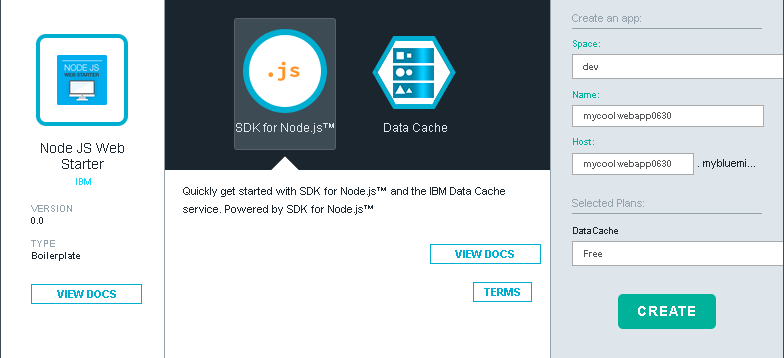 NODE JS
WEB STARTER
Node JS Web
Starter
IBM
VERSION
0.0
TYPE
Boilerplate
VIEW DOCS
.js
SDK for Node.js™
Data Cache
Quickly get started with SDK for Node.js™ and the IBM Data Cache
service. Powered by SDK for Node.js™
VIEW DOCS
TERMS
Create an app:
Space:
dev
Name:
mycoolwebapp0630
Host:
mycoolwebapp0630 . mybluemi...
Selected Plans:
DataCache
Free
CREATE